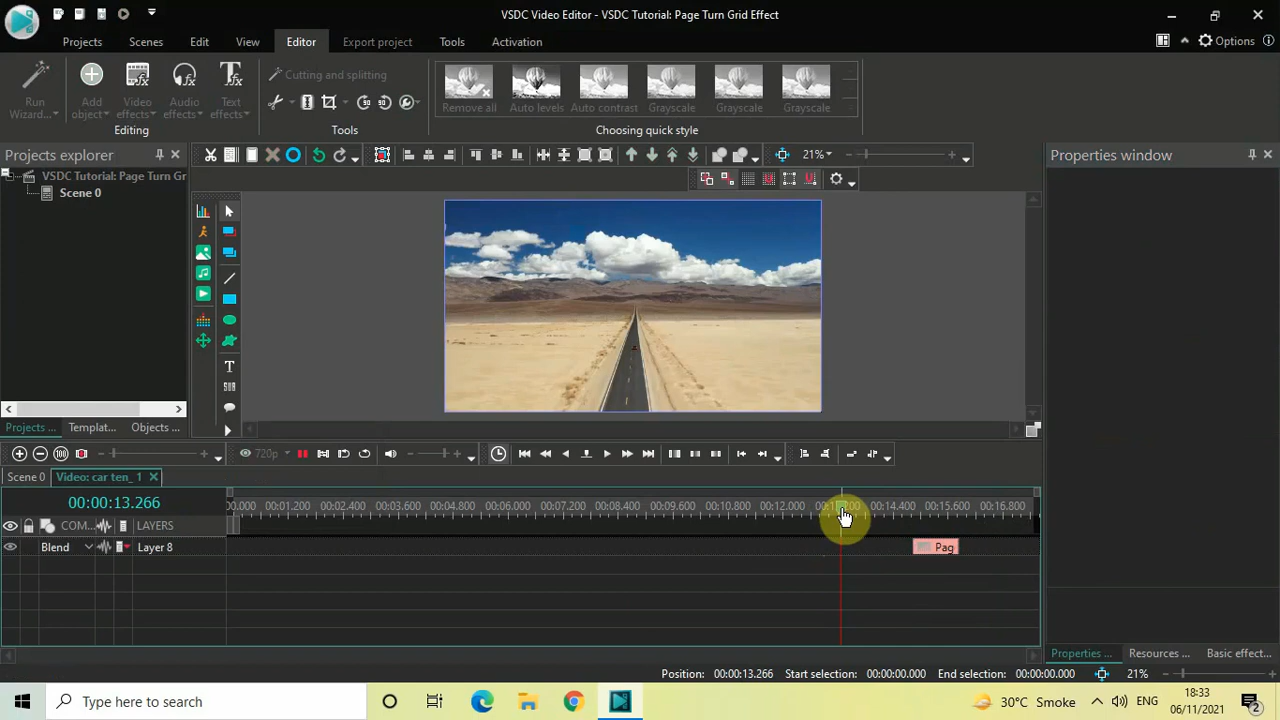 VSDC Video Editor - VSDC Tutorial: Page Turn Grid Effect
Projects Scenes Edit View Editor Export project Tools Activation
Options
Run Wizard...
Add object
Video effects
Audio effects
Text effects
Editing
Cutting and splitting
Tools
Remove all
Auto levels
Auto contrast
Grayscale
Grayscale
Grayscale
Choosing quick style
Projects explorer
VSDC Tutorial: Page Turn Gr
Scene 0
21%
Properties window
Projects ... Templat... Objects ...
720p
Scene 0 Video: car ten_ 1
00:00:13.266
0.000 00:01.200 00:02.400 00:03.600 00:04.800 00:06.000 00:07.200 00:08.400 00:09.600 00:10.800 00:12.000 00:14.400 00:15.600 00:16.800
COM... LAYERS
Blend Layer 8
Pag
Properties ... Resources ... Basic effect...
Position: 00:00:13.266 Start selection: 00:00:00.000 End selection: 00:00:00.000 21%
Type here to search
30°C Smoke
ENG
18:33
06/11/2021
2